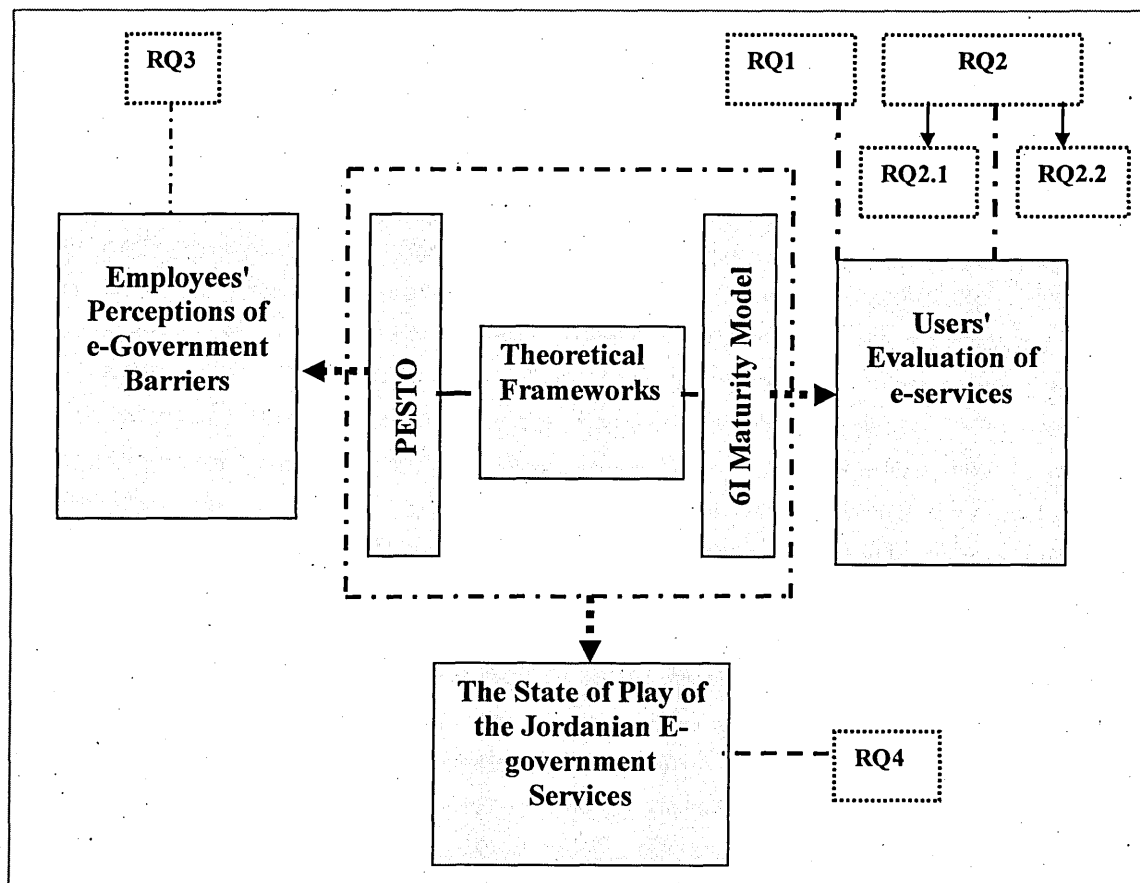 RQ3
RQ1
RQ2
RQ2.1
RQ2.2
Employees'
Perceptions of
e-Government
Barriers
PESTO
Theoretical
Frameworks
6I Maturity Model
Users'
Evaluation of
e-services
The State of Play of
the Jordanian E-
government
Services
RQ4